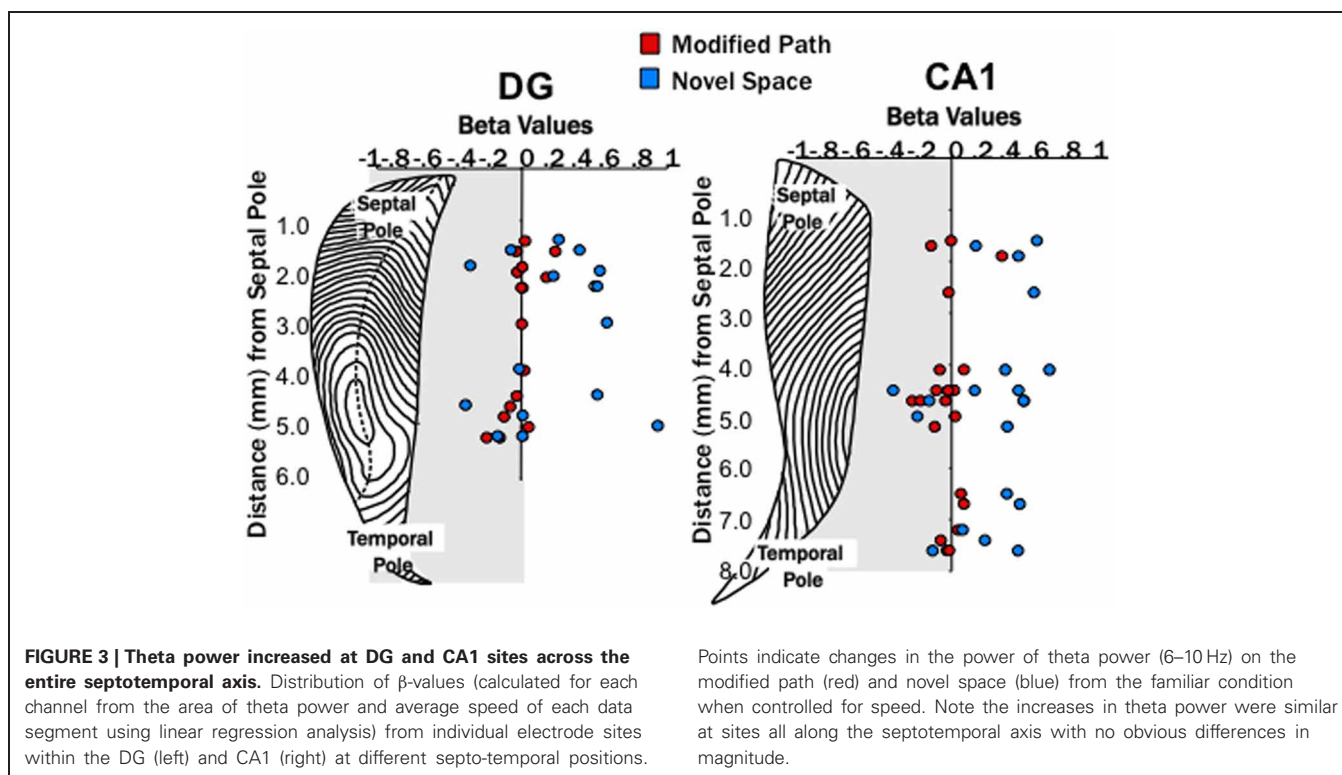 Modified Path
Novel Space
DG
Beta Values
-1-.8-.6 -.4-.2 0 .2 .4 .6 .8 1
Distance (mm) from Septal Pole
1.0
2.0
3.0
4.0
5.0
6.0
Septal
Pole
Temporal
Pole
CA1
Beta Values
-1-.8-.6 -.4-.2 0 .2 .4 .6 .8 1
Distance (mm) from Septal Pole
1.0
2.0
3.0
4.0
5.0
6.0
7.0
8.0
Septal
Pole
Temporal
Pole
FIGURE 3 | Theta power increased at DG and CA1 sites across the
entire septotemporal axis. Distribution of β-values (calculated for each
channel from the area of theta power and average speed of each data
segment using linear regression analysis) from individual electrode sites
within the DG (left) and CA1 (right) at different septo-temporal positions.
Points indicate changes in the power of theta power (6–10 Hz) on the
modified path (red) and novel space (blue) from the familiar condition
when controlled for speed. Note the increases in theta power were similar
at sites all along the septotemporal axis with no obvious differences in
magnitude.